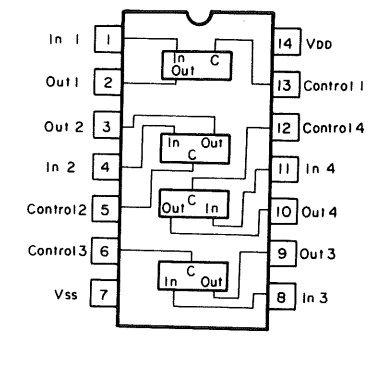 In 1 1
Out 1 2
Out 2 3
In 2 4
Control 2 5
Control 3 6
Vss 7
14 VDD
13 Control 1
12 Control 4
11 In 4
10 Out 4
9 Out 3
8 In 3
In C
Out
In Out
C
C
Out In
C
In Out